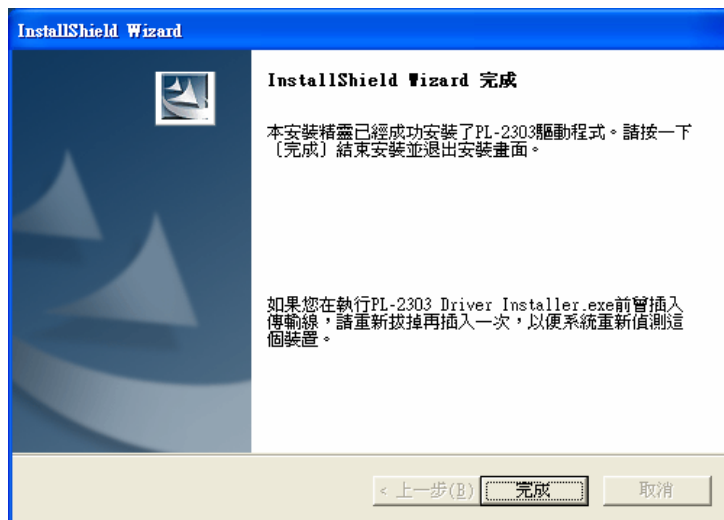 InstallShield Wizard
InstallShield Wizard 完成
本安裝精靈已經成功安裝了PL-2303驅動程式。請按一下
〔完成〕結束安裝並退出安裝畫面。
如果您在執行PL-2303 Driver Installer.exe前曾插入
傳輸線，請重新拔掉再插入一次，以便系統重新偵測這
個裝置。
< 上一步(B)
完成
取消